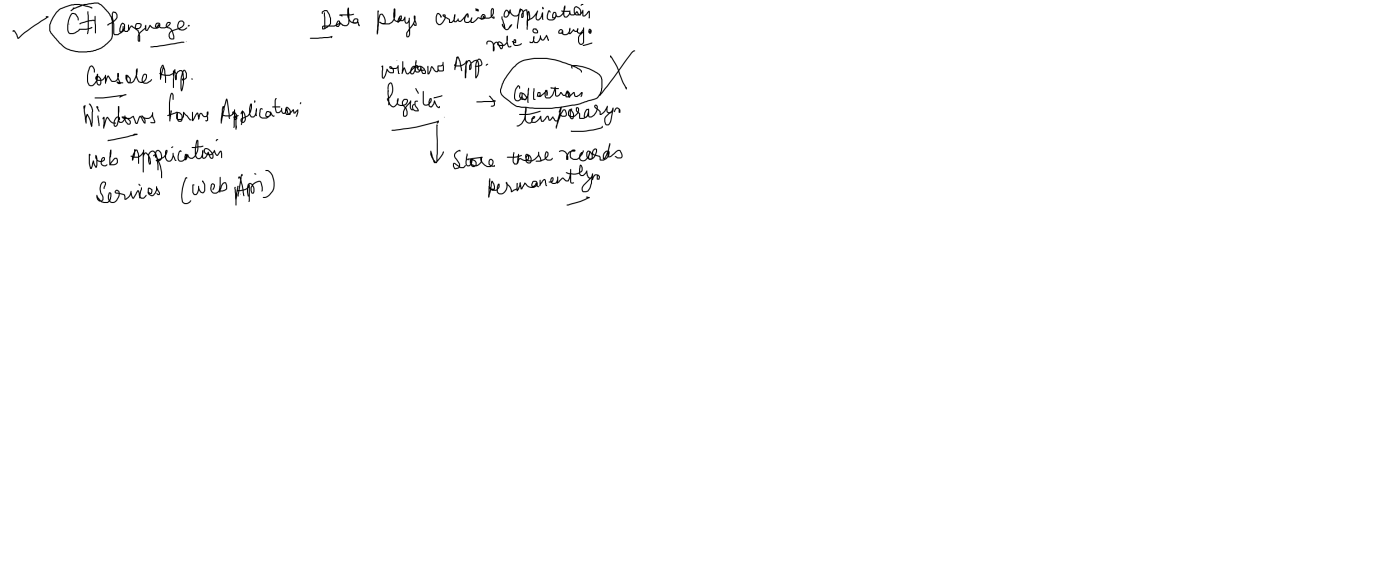 C# language.
Console App.
Windows forms Application
Web Application
Services (Web Api)
Data plays crucial application
role in any.
windows App.
Register → Collection
temporary.
Store those records
permanently.